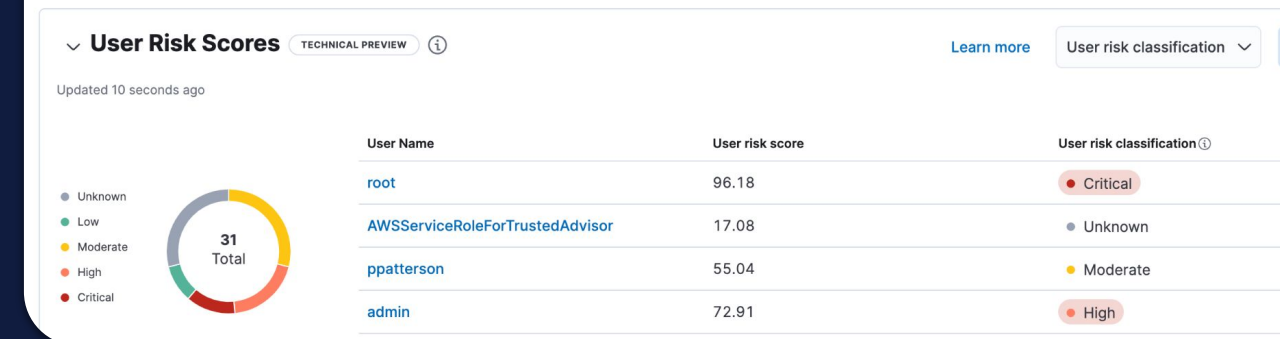 User Risk Scores TECHNICAL PREVIEW
Learn more
User risk classification
Updated 10 seconds ago
Unknown
Low
Moderate
High
Critical
31
Total
User Name User risk score User risk classification
root 96.18 Critical
AWSServiceRoleForTrustedAdvisor 17.08 Unknown
ppatterson 55.04 Moderate
admin 72.91 High